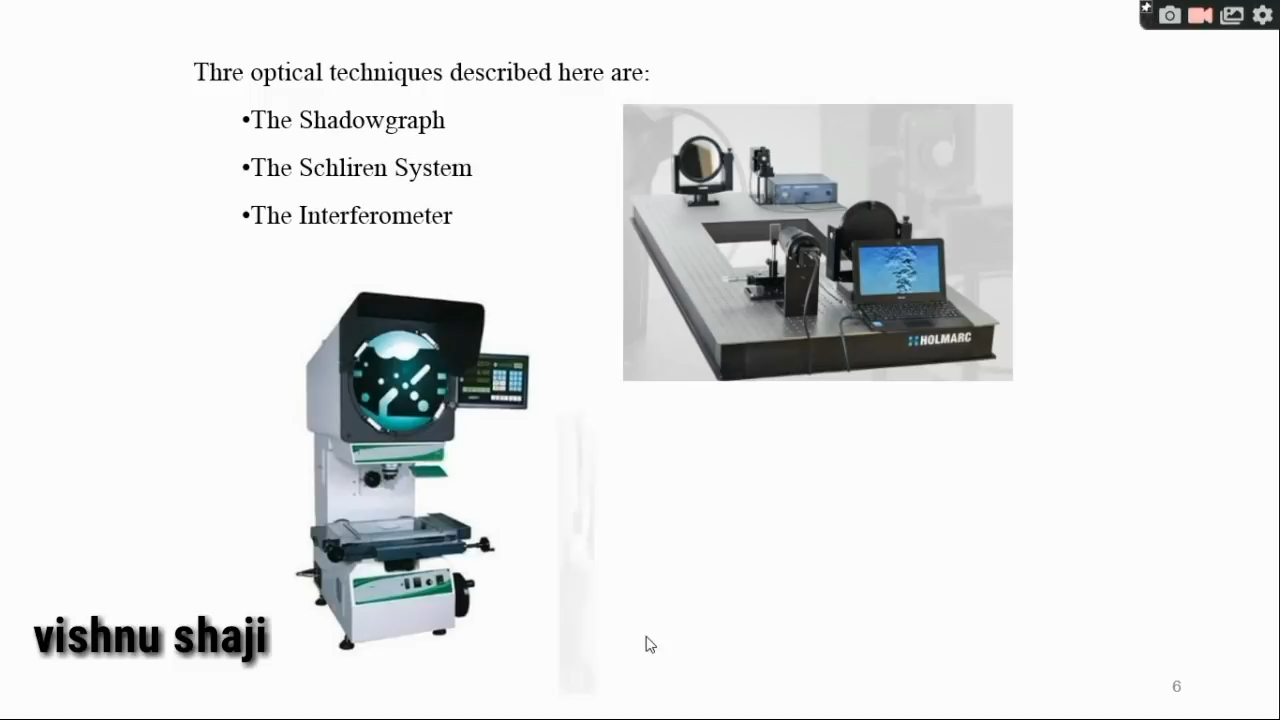 Thre optical techniques described here are:
•The Shadowgraph
•The Schliren System
•The Interferometer
HOLMARC
vishnu shaji
6